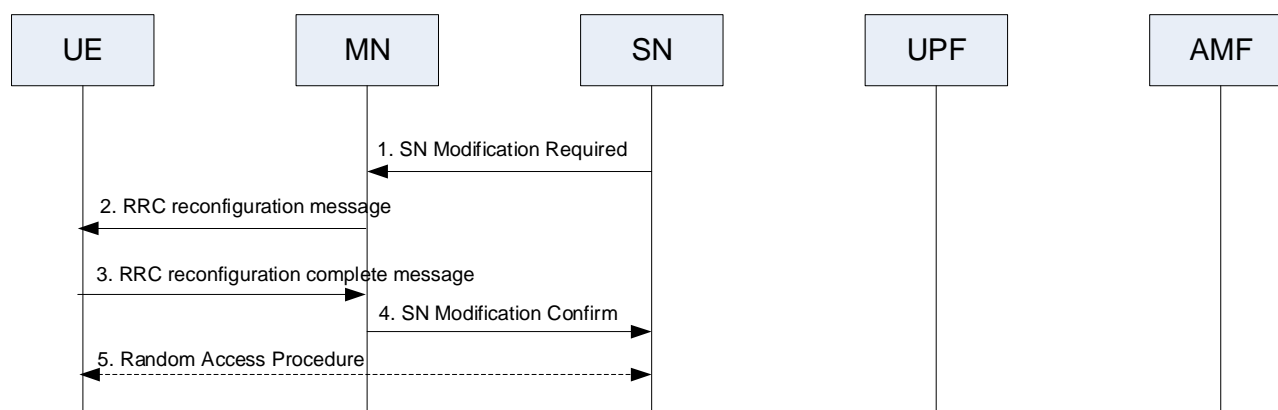 UE
MN
SN
UPF
AMF
1. SN Modification Required
2. RRC reconfiguration message
3. RRC reconfiguration complete message
4. SN Modification Confirm
5. Random Access Procedure